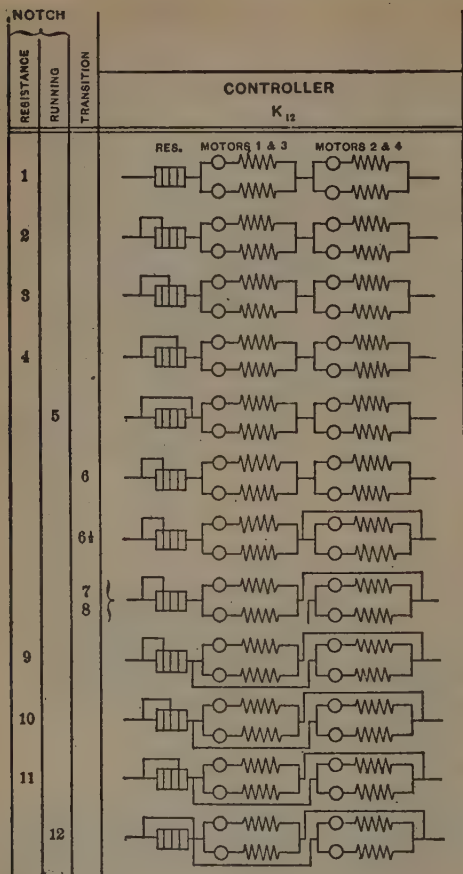 NOTCH
RESISTANCE
RUNNING
TRANSITION
CONTROLLER
K12
RES. MOTORS 1 & 3 MOTORS 2 & 4
1
2
3
4
5
6
6½
7
8
9
10
11
12